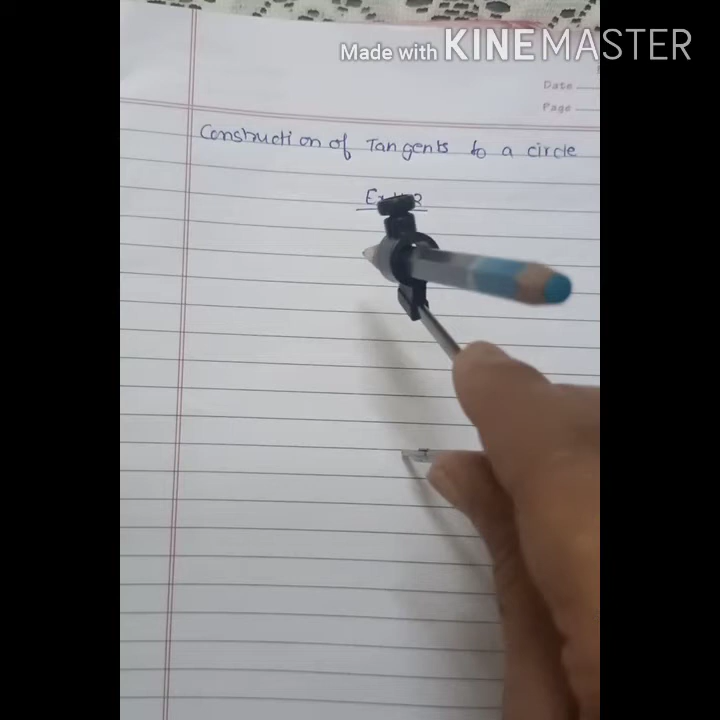 Made with KINEMASTER
Date
Page
Construction of Tangents to a circle